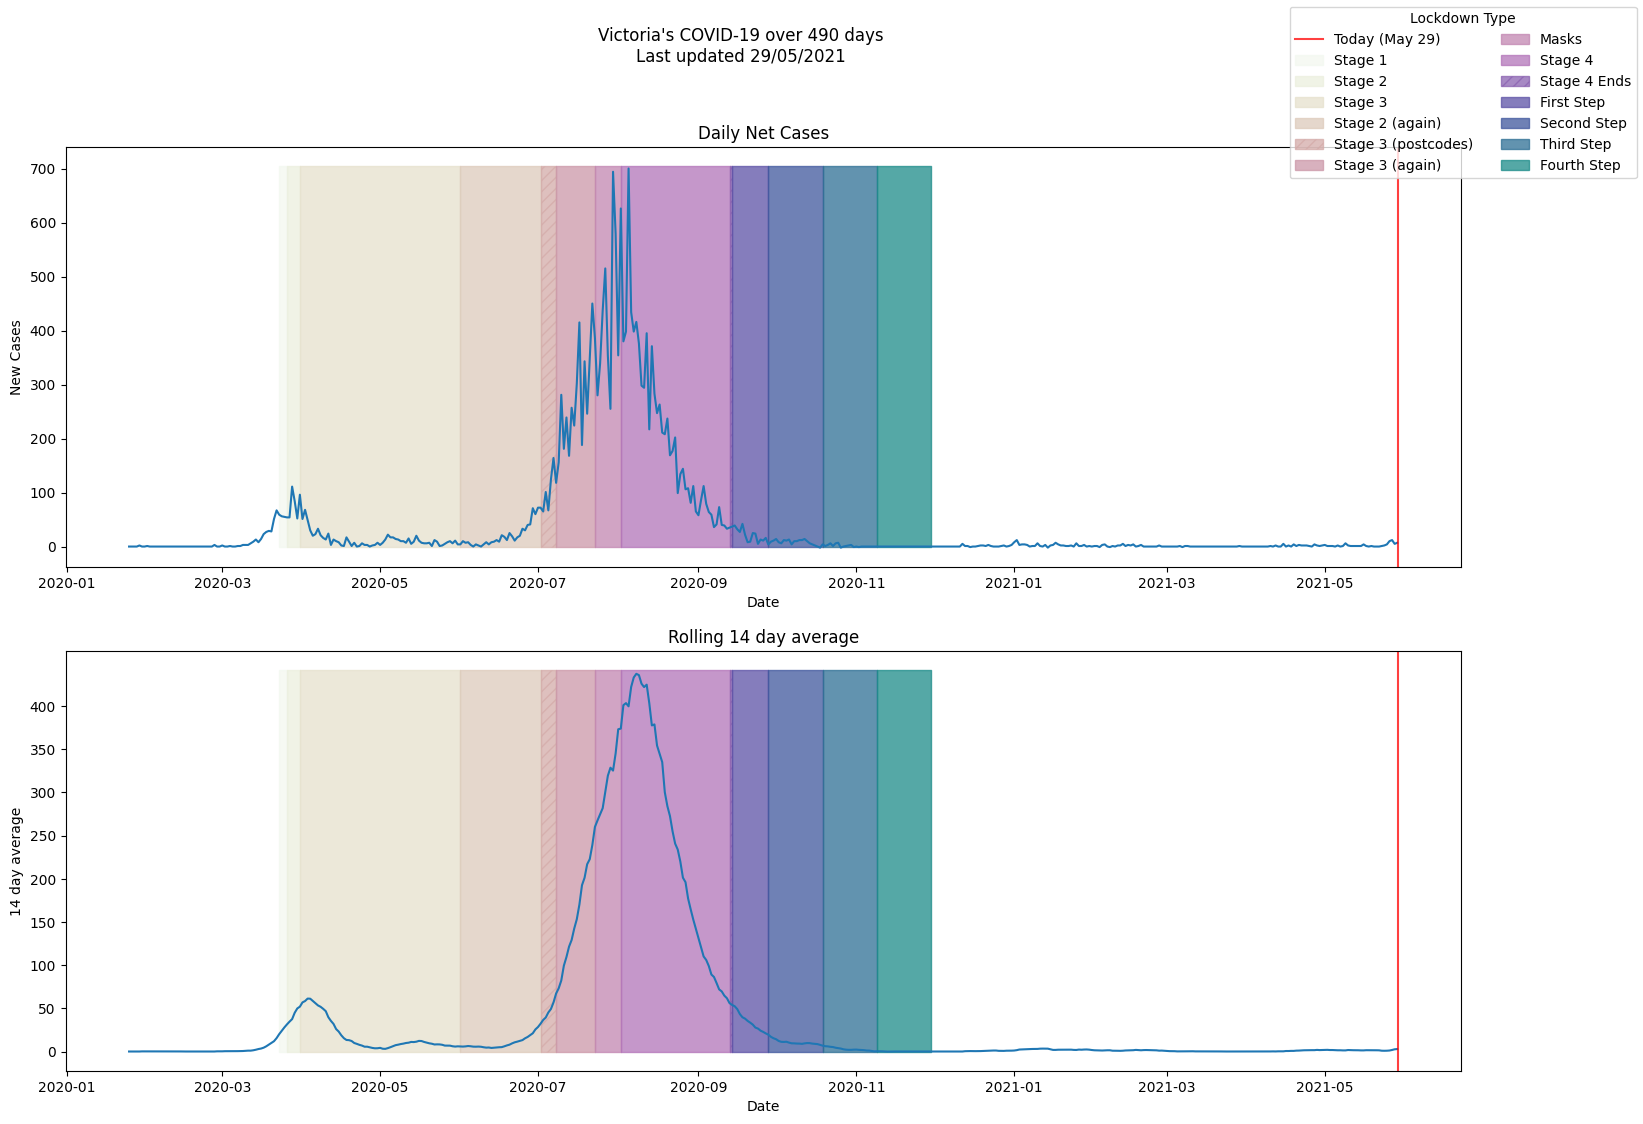 Victoria's COVID-19 over 490 days
Last updated 29/05/2021
Lockdown Type
Today (May 29)
Stage 1
Stage 2
Stage 3
Stage 2 (again)
Stage 3 (postcodes)
Stage 3 (again)
Masks
Stage 4
Stage 4 Ends
First Step
Second Step
Third Step
Fourth Step
Daily Net Cases
New Cases
700
600
500
400
300
200
100
0
2020-01 2020-03 2020-05 2020-07 2020-09 2020-11 2021-01 2021-03 2021-05
Date
Rolling 14 day average
14 day average
400
350
300
250
200
150
100
50
0
2020-01 2020-03 2020-05 2020-07 2020-09 2020-11 2021-01 2021-03 2021-05
Date